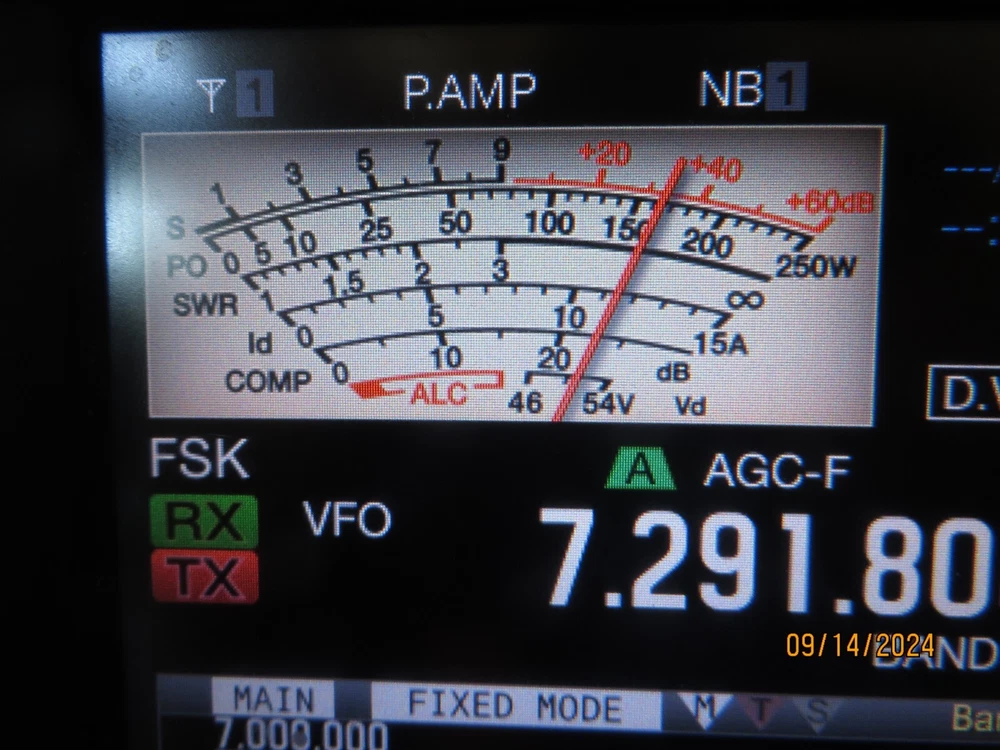 1 P.AMP NB1
1 3 5 7 9 +20 +40 +60dB
S
PO 0 5 10 25 50 100 150 200 250W
SWR 1 1.5 2 3 ∞
Id 0 5 10 15A
COMP 0 10 20 dB
ALC 46 54V Vd
FSK A AGC-F
RX VFO
TX
7.291.80
09/14/2024
BAND
MAIN FIXED MODE M T S
7.000.000